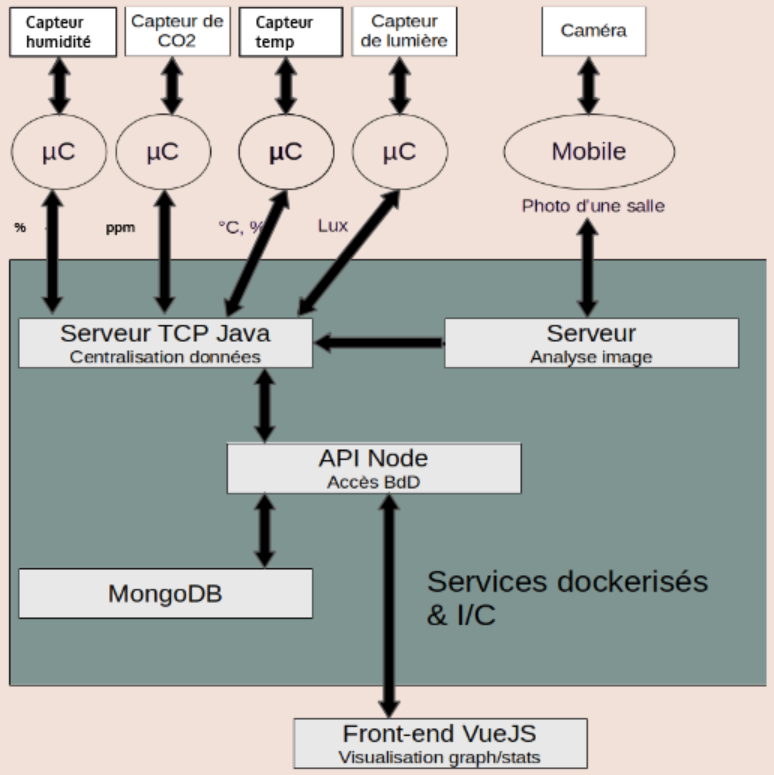 Capteur
humidité
Capteur de
CO2
Capteur
temp
Capteur
de lumière
Caméra
µC
µC
µC
µC
Mobile
%
ppm
°C, %
Lux
Photo d'une salle
Serveur TCP Java
Centralisation données
Serveur
Analyse image
API Node
Accès BdD
MongoDB
Services dockerisés
& I/C
Front-end VueJS
Visualisation graph/stats